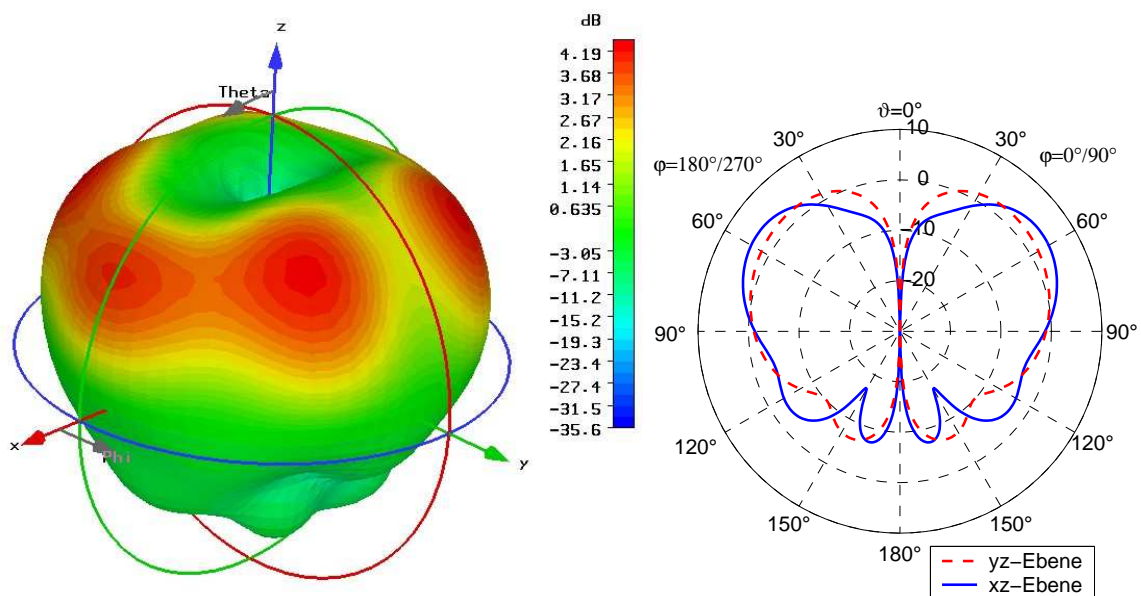 dB
z
Theta
4.19
3.68
3.17
2.67
2.16
1.65
1.14
0.635
-3.05
-7.11
-11.2
-15.2
-19.3
-23.4
-27.4
-31.5
-35.6
x
Phi
y
ϑ=0°
10
30°
30°
φ=180°/270°
φ=0°/90°
0
60°
60°
−10
−20
90°
90°
120°
120°
150°
150°
180°
yz−Ebene
xz−Ebene